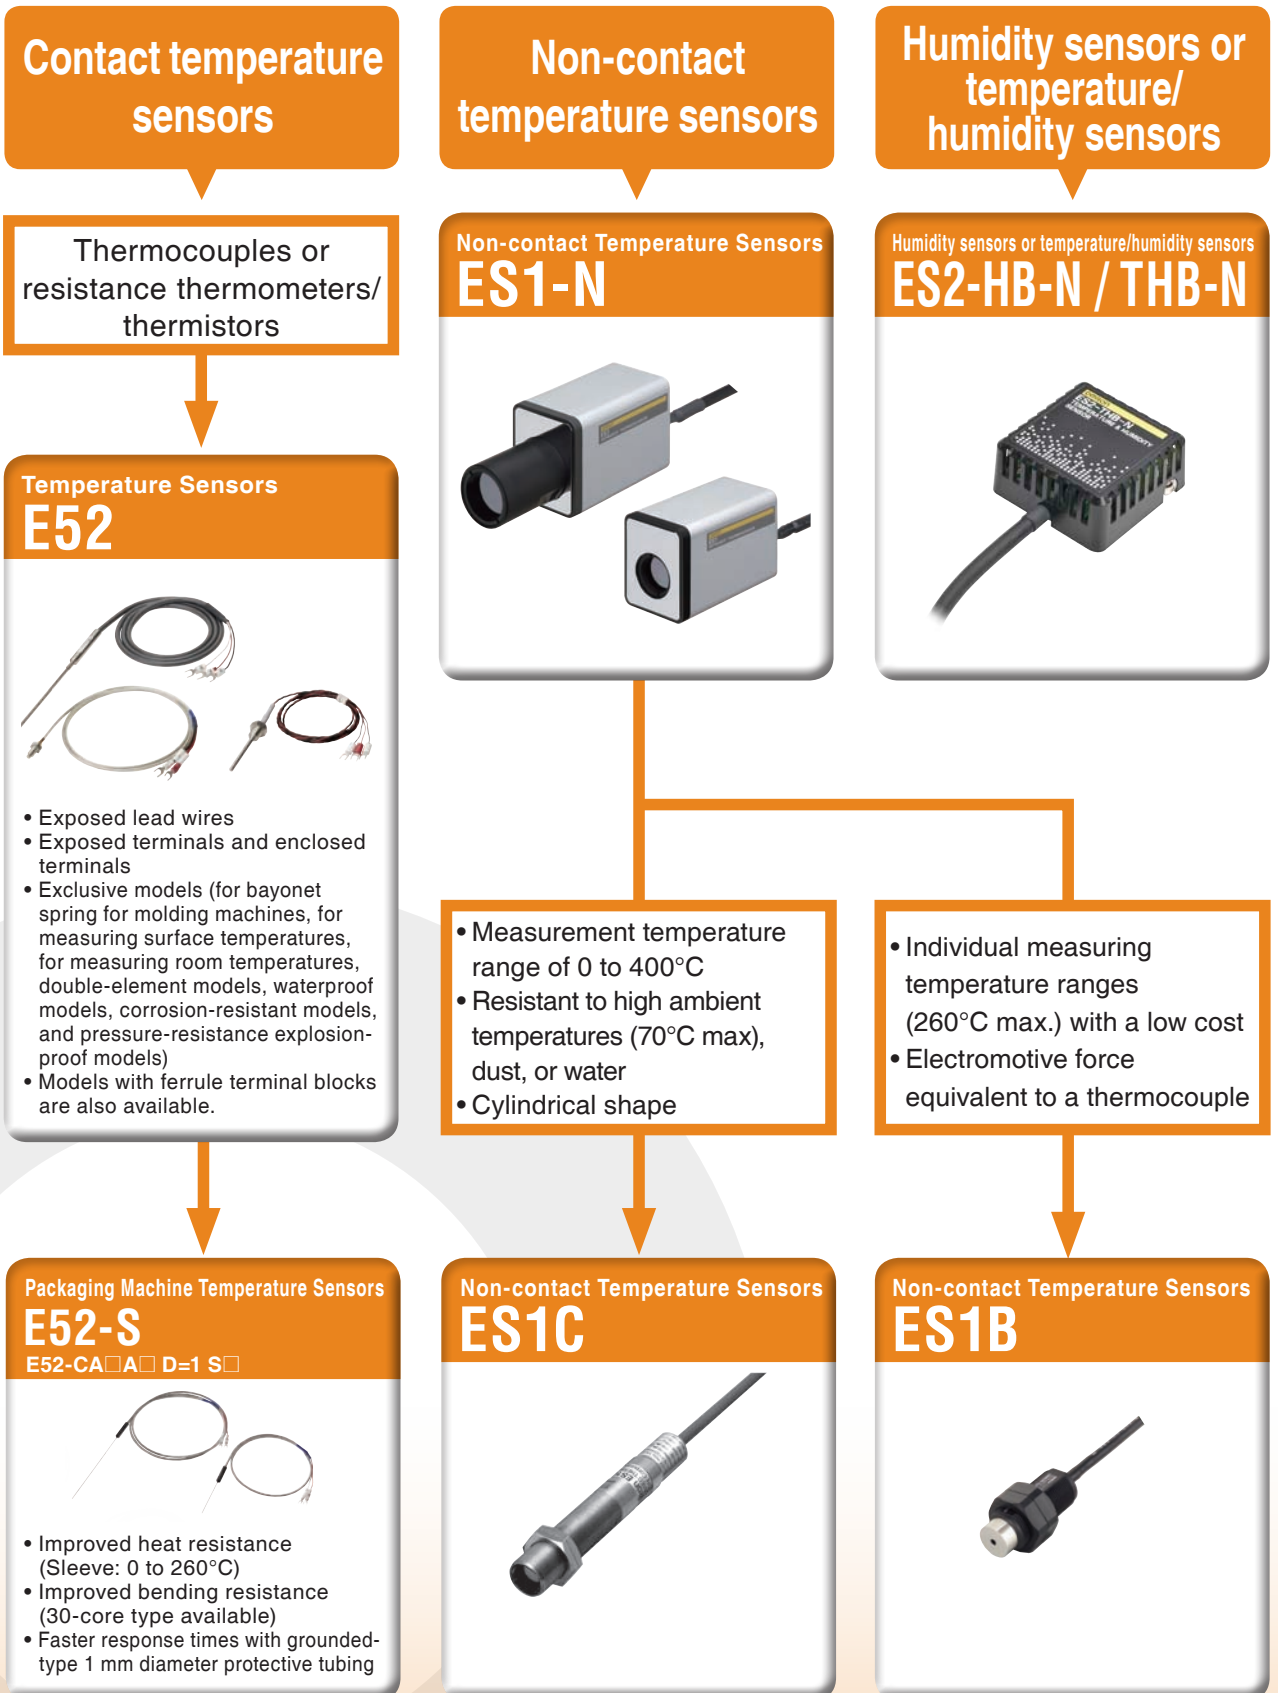 Contact temperature
sensors
Non-contact
temperature sensors
Humidity sensors or
temperature/
humidity sensors
Thermocouples or
resistance thermometers/
thermistors
Temperature Sensors
E52
• Exposed lead wires
• Exposed terminals and enclosed
terminals
• Exclusive models (for bayonet
spring for molding machines, for
measuring surface temperatures,
for measuring room temperatures,
double-element models, waterproof
models, corrosion-resistant models,
and pressure-resistance explosion-
proof models)
• Models with ferrule terminal blocks
are also available.
Packaging Machine Temperature Sensors
E52-S
E52-CA□A□ D=1 S□
• Improved heat resistance
(Sleeve: 0 to 260°C)
• Improved bending resistance
(30-core type available)
• Faster response times with grounded-
type 1 mm diameter protective tubing
Non-contact Temperature Sensors
ES1-N
• Measurement temperature
range of 0 to 400°C
• Resistant to high ambient
temperatures (70°C max),
dust, or water
• Cylindrical shape
Non-contact Temperature Sensors
ES1C
Humidity sensors or temperature/humidity sensors
ES2-HB-N / THB-N
OMRON
ES2-THB-N
TEMPERATURE & HUMIDITY
SENSOR
• Individual measuring
temperature ranges
(260°C max.) with a low cost
• Electromotive force
equivalent to a thermocouple
Non-contact Temperature Sensors
ES1B